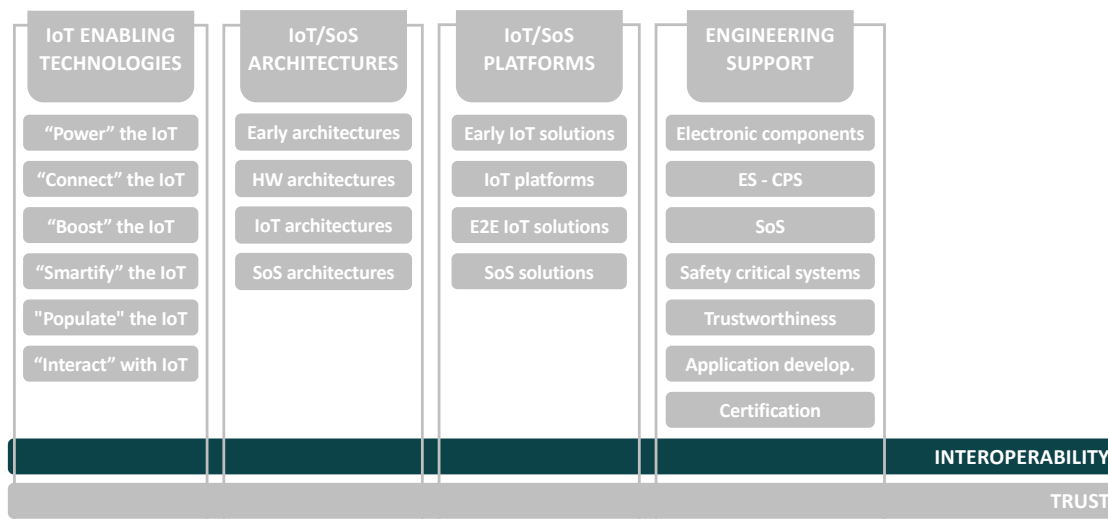 IoT ENABLING
TECHNOLOGIES
“Power” the IoT
“Connect” the IoT
“Boost” the IoT
“Smartify” the IoT
"Populate" the IoT
“Interact” with IoT
IoT/SoS
ARCHITECTURES
Early architectures
HW architectures
IoT architectures
SoS architectures
IoT/SoS
PLATFORMS
Early IoT solutions
IoT platforms
E2E IoT solutions
SoS solutions
ENGINEERING
SUPPORT
Electronic components
ES - CPS
SoS
Safety critical systems
Trustworthiness
Application develop.
Certification
INTEROPERABILITY
TRUST